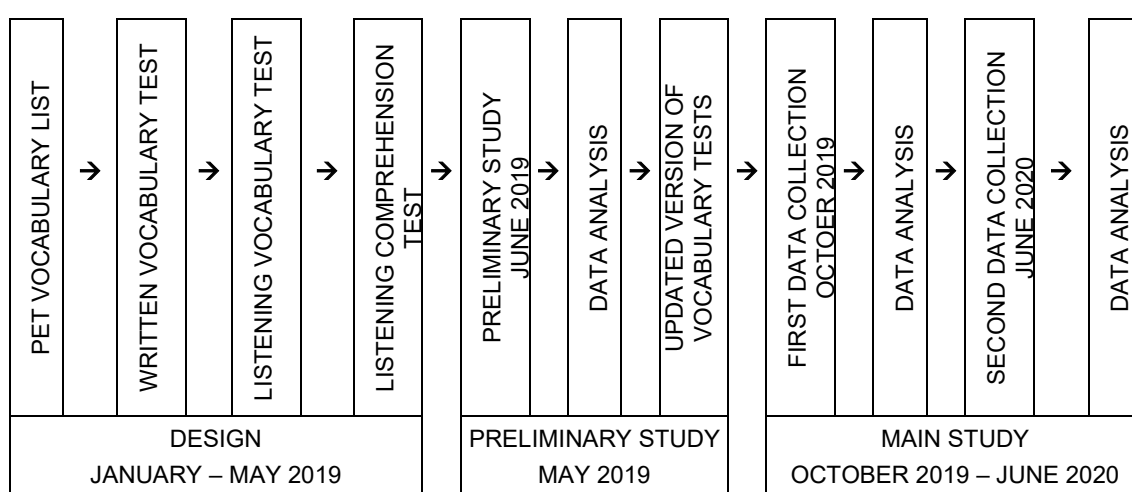 PET VOCABULARY LIST
→
WRITTEN VOCABULARY TEST
→
LISTENING VOCABULARY TEST
→
LISTENING COMPREHENSION
TEST
→
PRELIMINARY STUDY
JUNE 2019
→
DATA ANALYSIS
→
UPDATED VERSION OF
VOCABULARY TESTS
→
FIRST DATA COLLECTION
OCTOER 2019
→
DATA ANALYSIS
→
SECOND DATA COLLECTION
JUNE 2020
→
DATA ANALYSIS
DESIGN
JANUARY – MAY 2019
PRELIMINARY STUDY
MAY 2019
MAIN STUDY
OCTOBER 2019 – JUNE 2020